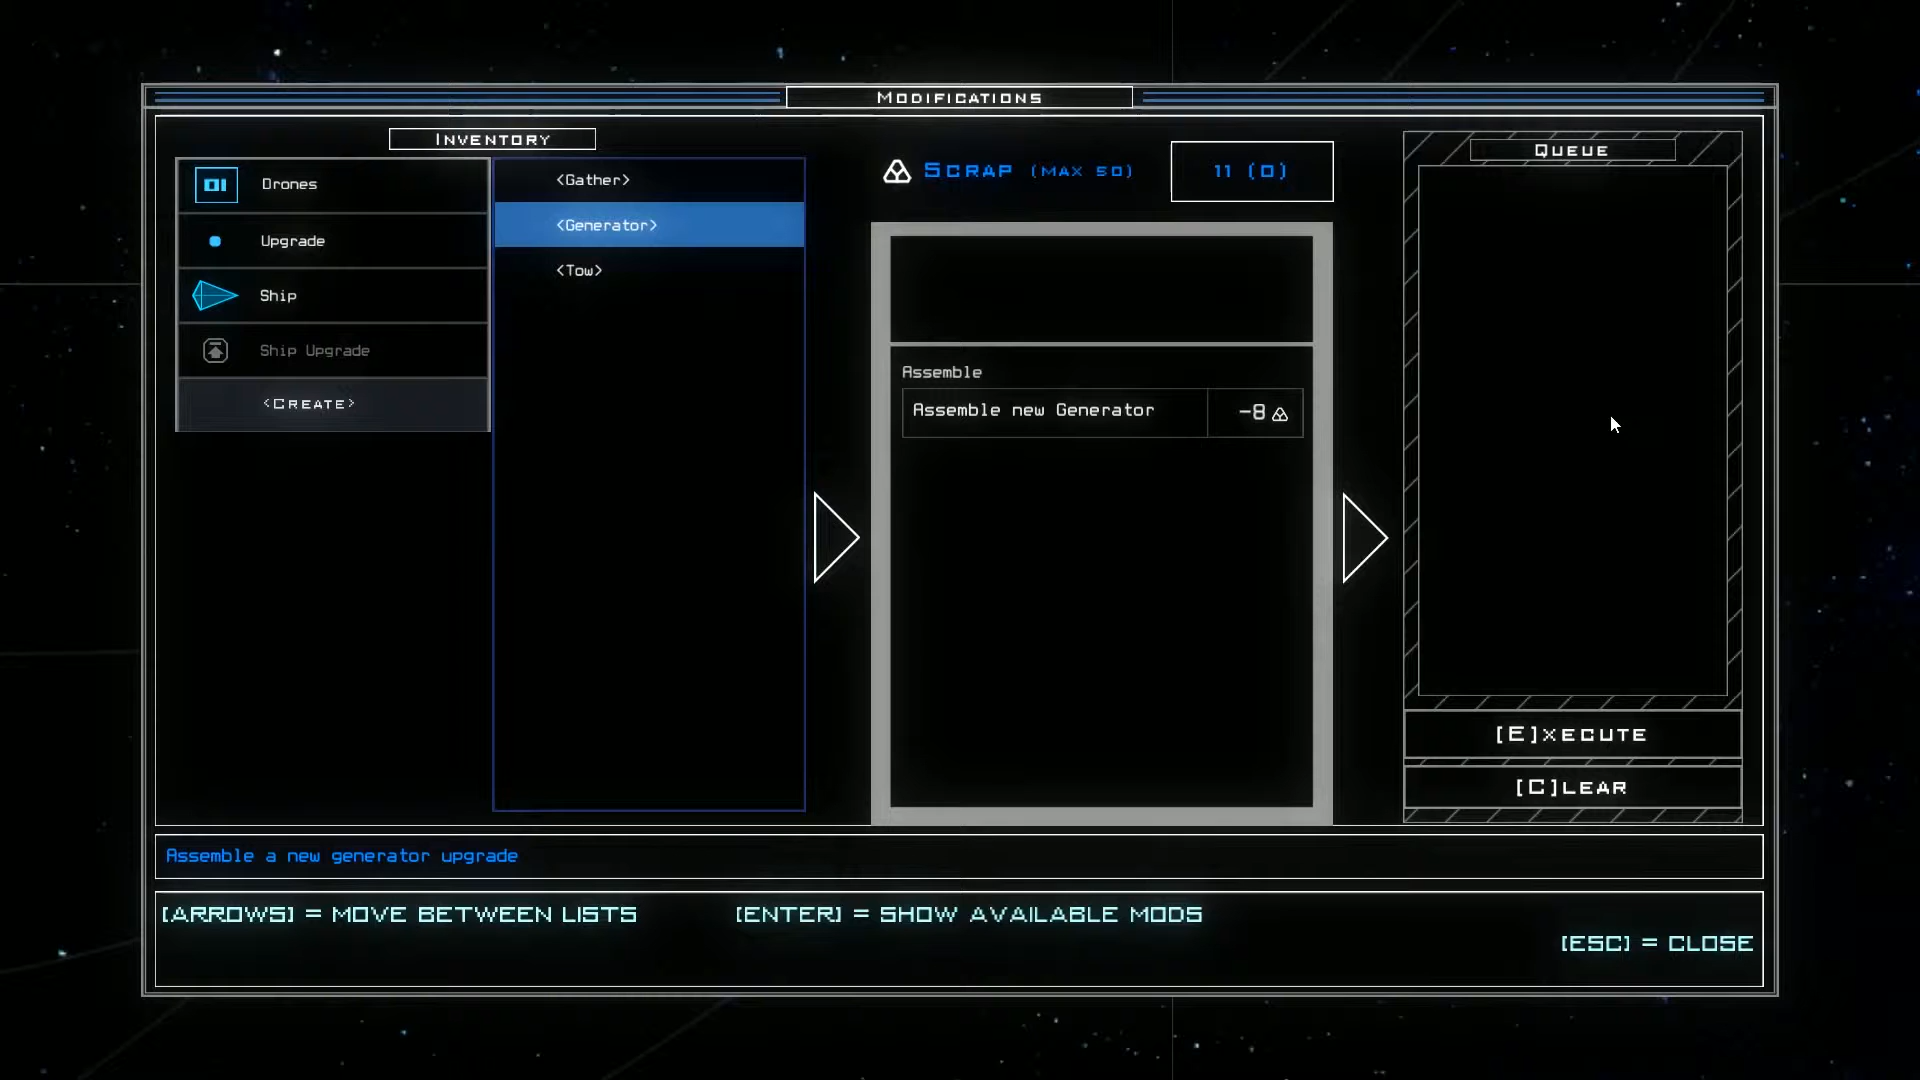 MODIFICATIONS
INVENTORY
Drones
Upgrade
Ship
Ship Upgrade
<CREATE>
<Gather>
<Generator>
<Tow>
SCRAP (MAX 50)
11 (0)
Assemble
Assemble new Generator
-8
QUEUE
[E]XECUTE
[C]LEAR
Assemble a new generator upgrade
[ARROWS] = MOVE BETWEEN LISTS
[ENTER] = SHOW AVAILABLE MODS
[ESC] = CLOSE